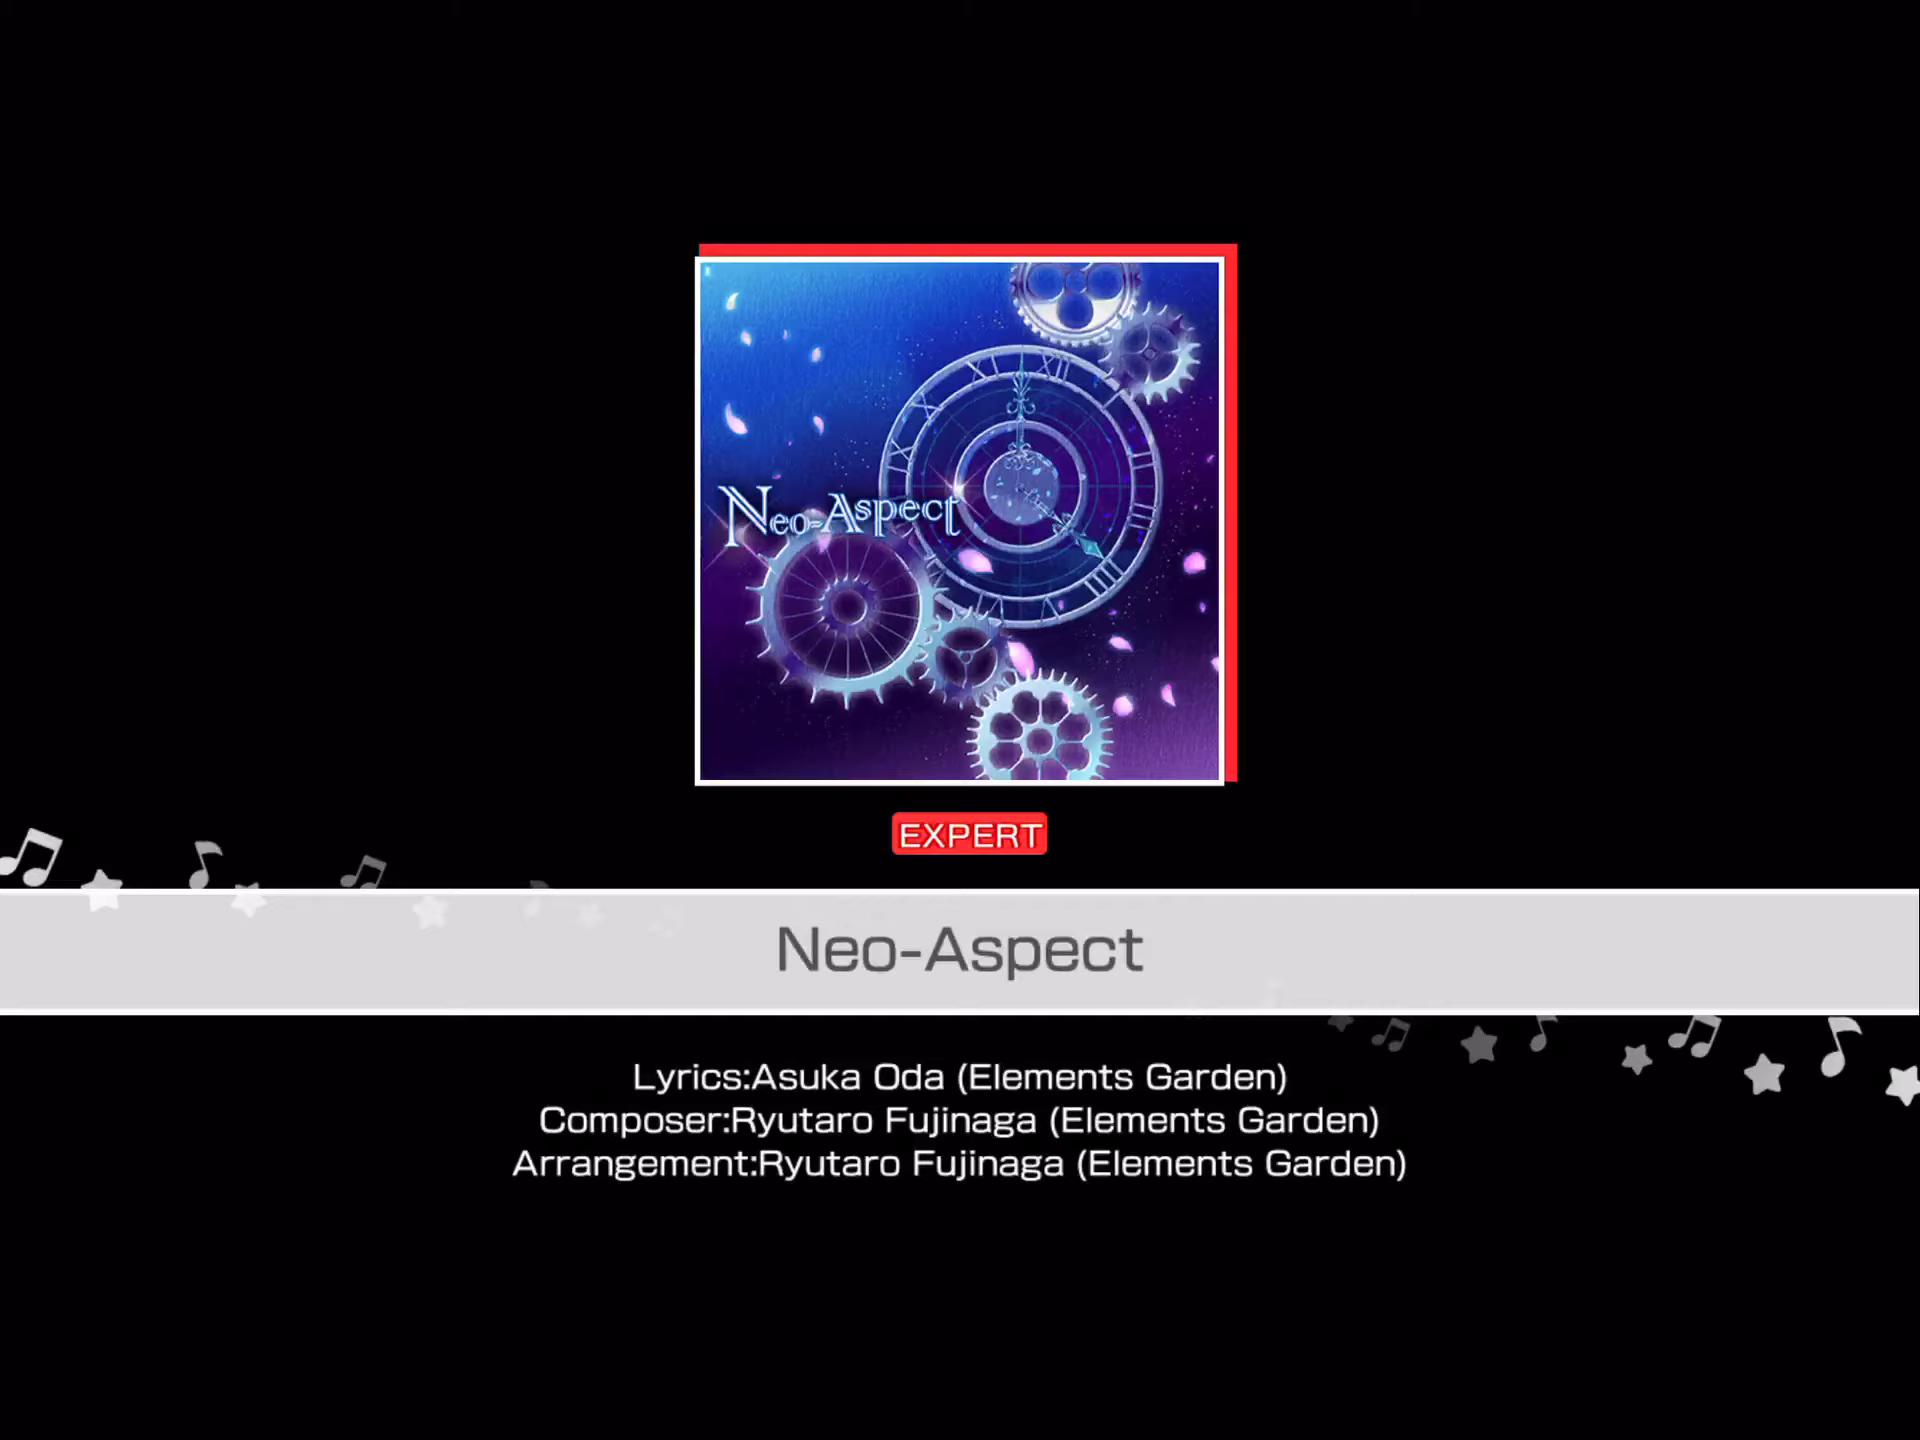 Neo-Aspect
EXPERT
Neo-Aspect
Lyrics:Asuka Oda (Elements Garden)
Composer:Ryutaro Fujinaga (Elements Garden)
Arrangement:Ryutaro Fujinaga (Elements Garden)